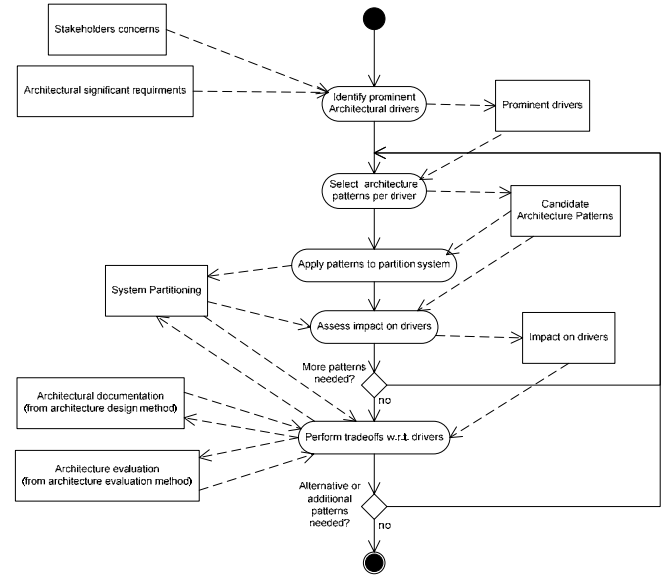 Stakeholders concerns
Architectural significant requirments
Identify prominent
Architectural drivers
Prominent drivers
Select architecture
patterns per driver
Candidate
Architecture Patterns
Apply patterns to partition system
System Partitioning
Assess impact on drivers
Impact on drivers
More patterns
needed?
no
Architectural documentation
(from architecture design method)
Perform tradeoffs w.r.t. drivers
Architecture evaluation
(from architecture evaluation method)
Alternative or
additional
patterns
needed?
no